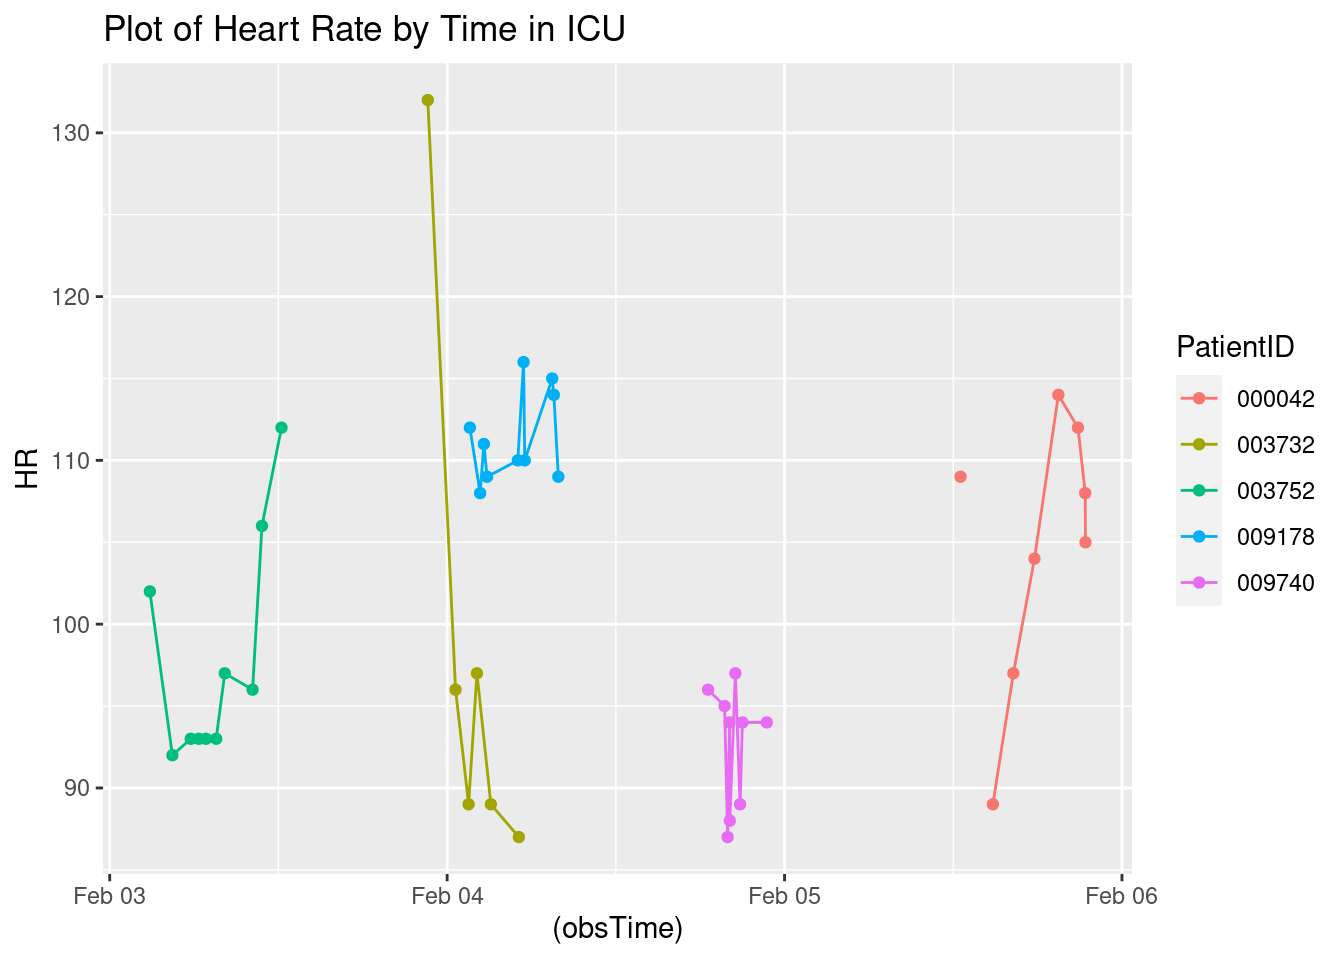 Plot of Heart Rate by Time in ICU
130
120
110
100
90
HR
Feb 03
Feb 04
Feb 05
Feb 06
(obsTime)
PatientID
000042
003732
003752
009178
009740